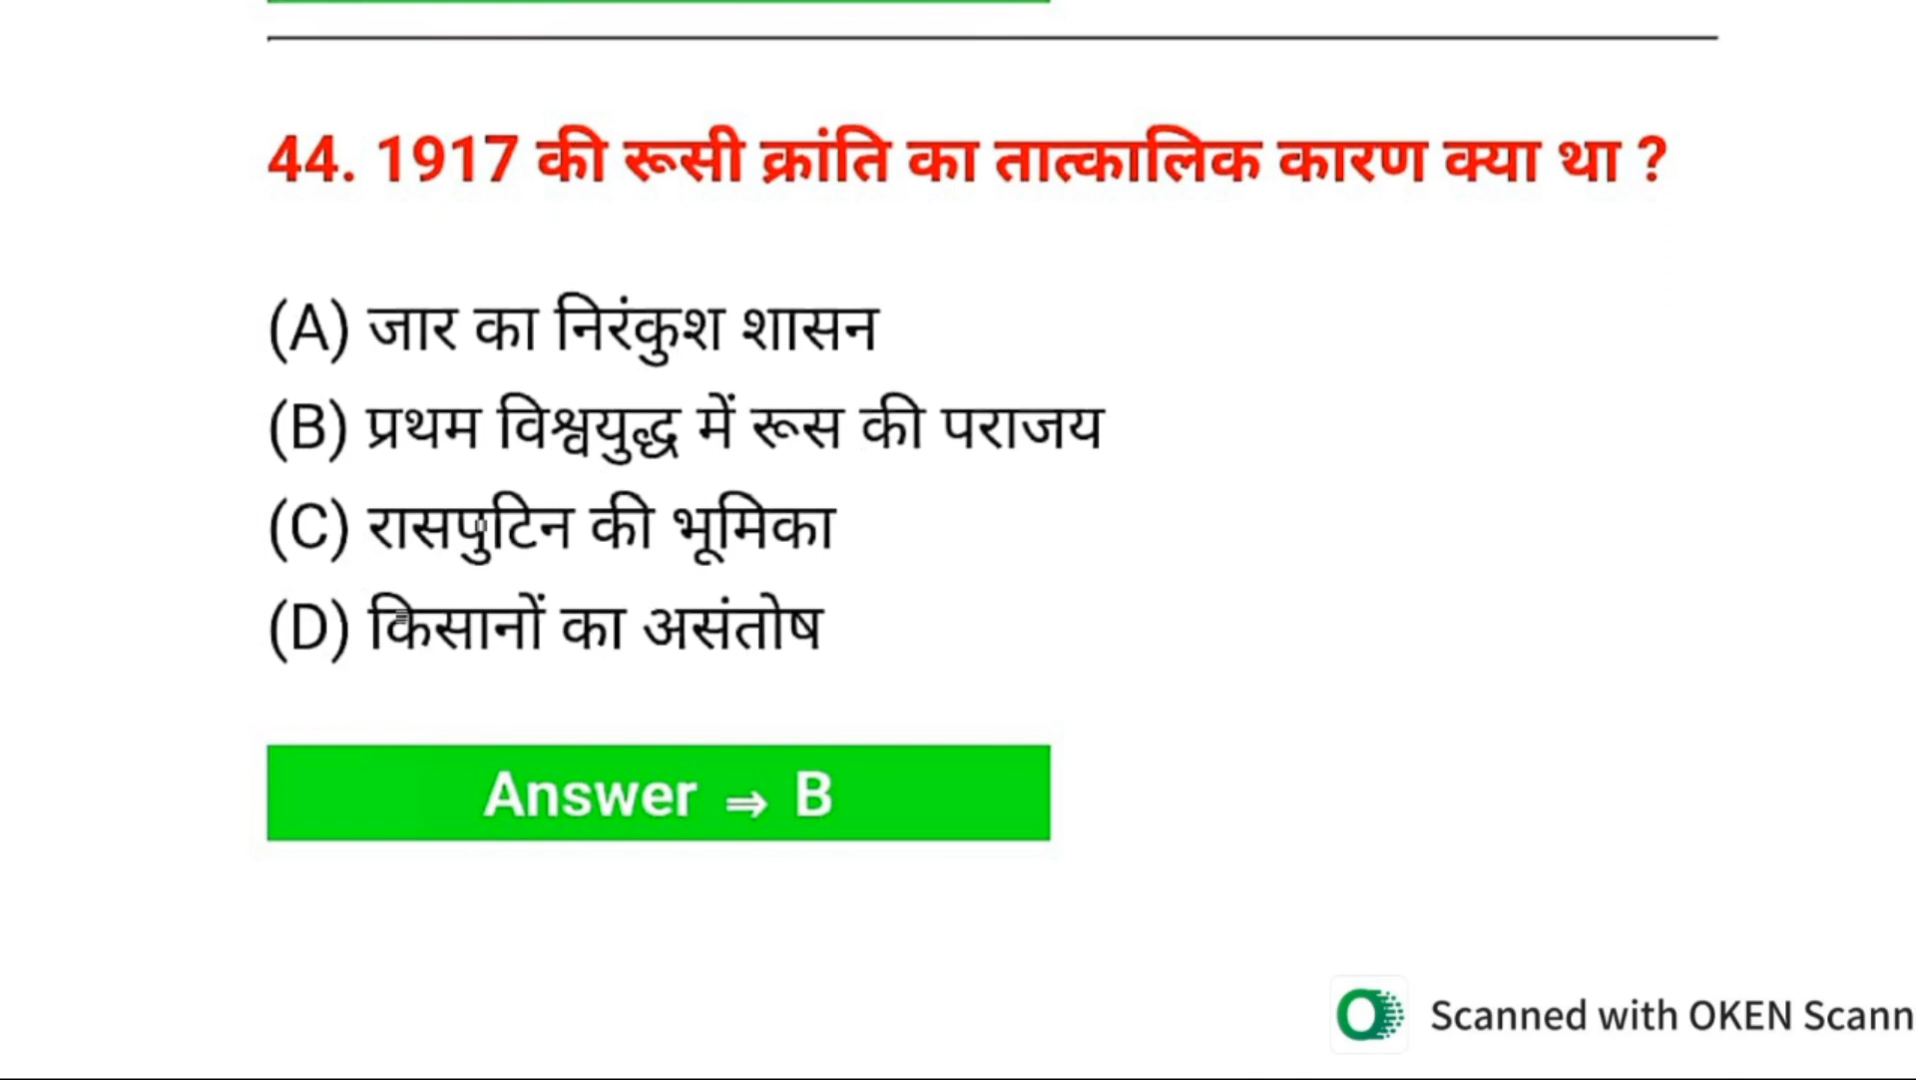 44. 1917 की रूसी क्रांति का तात्कालिक कारण क्या था ?
(A) जार का निरंकुश शासन
(B) प्रथम विश्वयुद्ध में रूस की पराजय
(C) रासपुटिन की भूमिका
(D) किसानों का असंतोष
Answer ⇒ B
Scanned with OKEN Scann